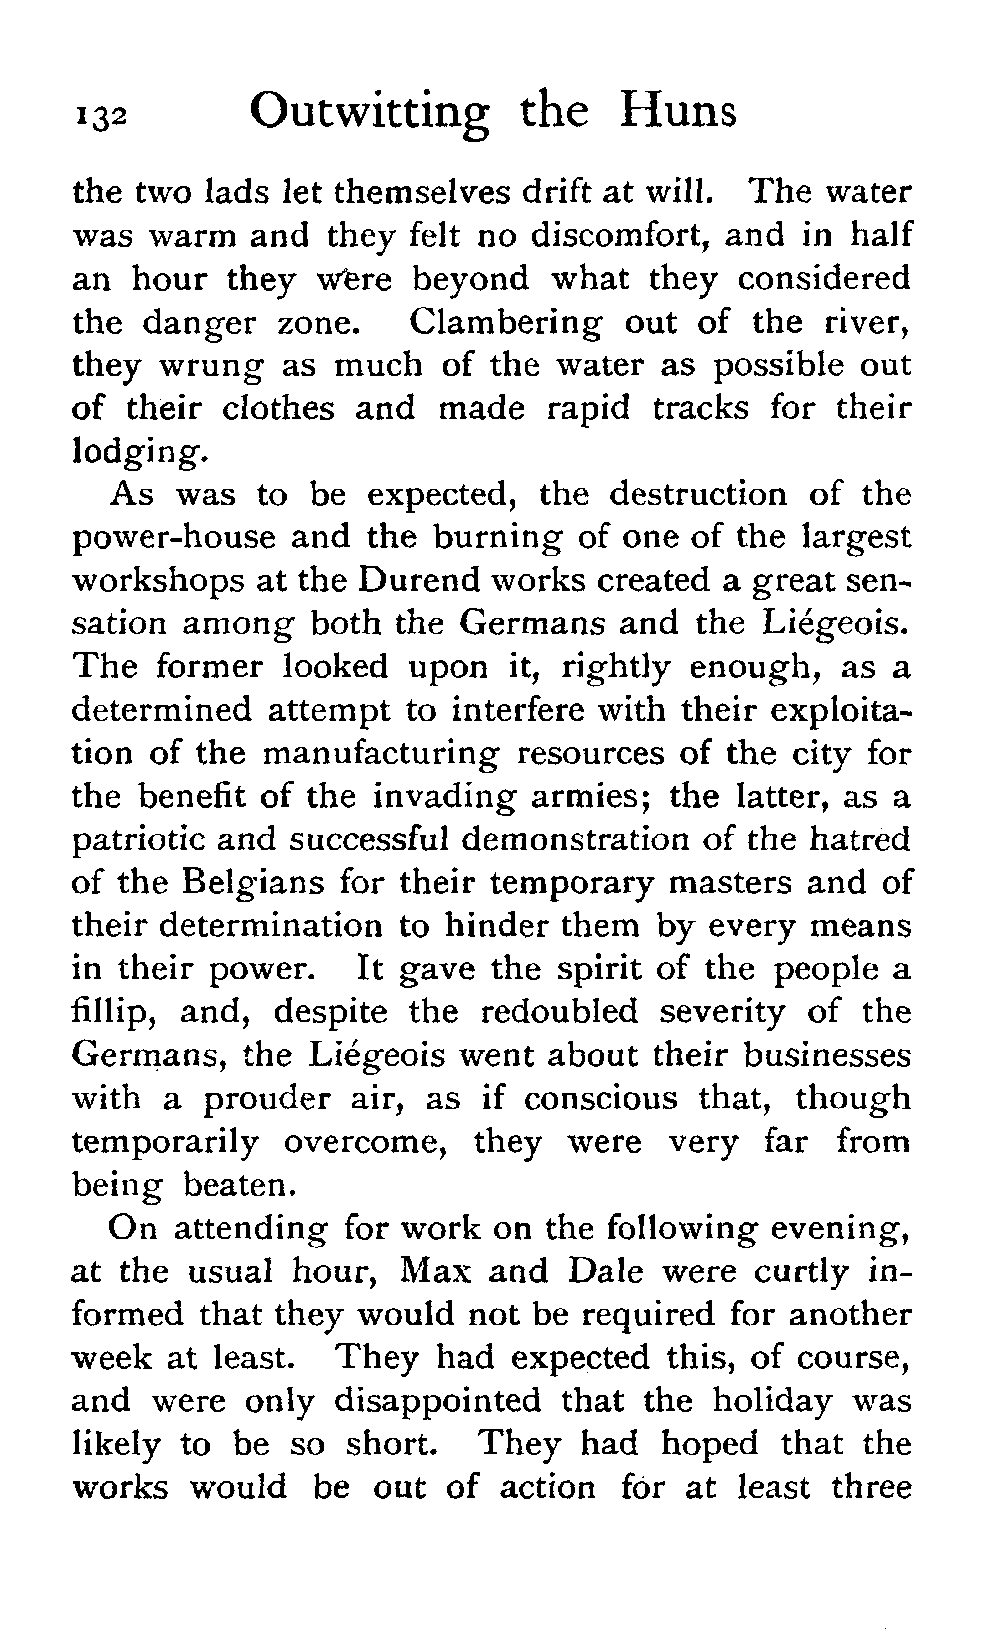 132 Outwitting the Huns
the two lads let themselves drift at will. The water
was warm and they felt no discomfort, and in half
an hour they were beyond what they considered
the danger zone. Clambering out of the river,
they wrung as much of the water as possible out
of their clothes and made rapid tracks for their
lodging.
As was to be expected, the destruction of the
power-house and the burning of one of the largest
workshops at the Durend works created a great sen-
sation among both the Germans and the Liégeois.
The former looked upon it, rightly enough, as a
determined attempt to interfere with their exploita-
tion of the manufacturing resources of the city for
the benefit of the invading armies; the latter, as a
patriotic and successful demonstration of the hatred
of the Belgians for their temporary masters and of
their determination to hinder them by every means
in their power. It gave the spirit of the people a
fillip, and, despite the redoubled severity of the
Germans, the Liégeois went about their businesses
with a prouder air, as if conscious that, though
temporarily overcome, they were very far from
being beaten.
On attending for work on the following evening,
at the usual hour, Max and Dale were curtly in-
formed that they would not be required for another
week at least. They had expected this, of course,
and were only disappointed that the holiday was
likely to be so short. They had hoped that the
works would be out of action for at least three